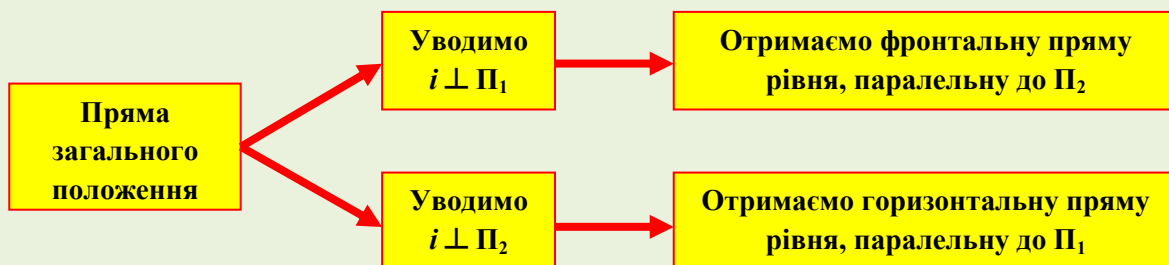 Пряма
загального
положення
Уводимо
i ⊥ П₁
Отримаємо фронтальну пряму
рівня, паралельну до П₂
Уводимо
i ⊥ П₂
Отримаємо горизонтальну пряму
рівня, паралельну до П₁